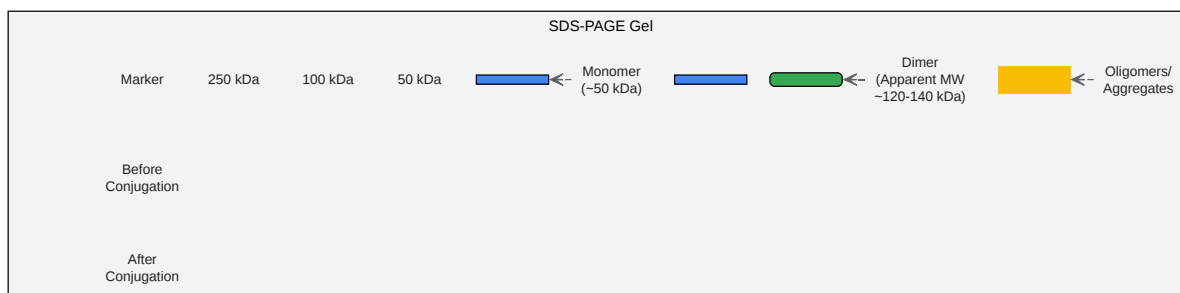 SDS-PAGE Gel
Marker
250 kDa
100 kDa
50 kDa
Monomer
(~50 kDa)
Dimer
(Apparent MW
~120-140 kDa)
Oligomers/
Aggregates
Before
Conjugation
After
Conjugation